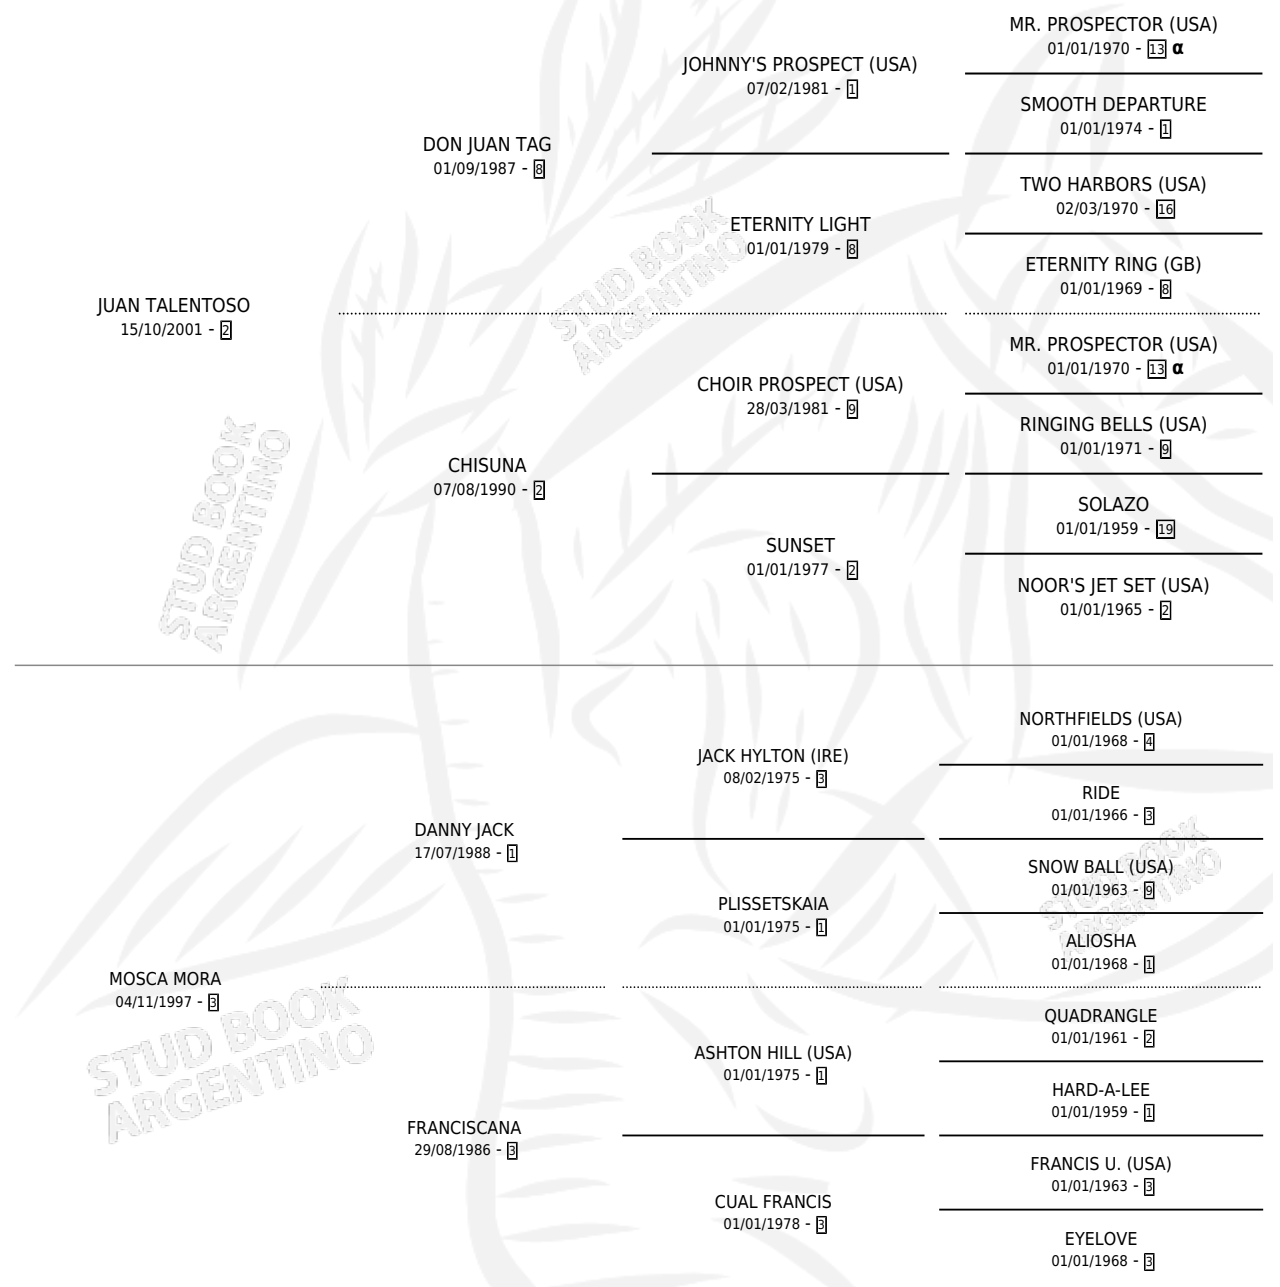 MR. PROSPECTOR (USA)
01/01/1970 - 13 α
JOHNNY'S PROSPECT (USA)
07/02/1981 - 1
SMOOTH DEPARTURE
01/01/1974 - 1
DON JUAN TAG
01/09/1987 - 8
TWO HARBORS (USA)
02/03/1970 - 16
ETERNITY LIGHT
01/01/1979 - 8
ETERNITY RING (GB)
01/01/1969 - 8
JUAN TALENTOSO
15/10/2001 - 2
MR. PROSPECTOR (USA)
01/01/1970 - 13 α
CHOIR PROSPECT (USA)
28/03/1981 - 9
RINGING BELLS (USA)
01/01/1971 - 9
CHISUNA
07/08/1990 - 2
SOLAZO
01/01/1959 - 19
SUNSET
01/01/1977 - 2
NOOR'S JET SET (USA)
01/01/1965 - 2
STUD BOOK
ARGENTINO
STUD BOOK
ARGENTINO
NORTHFIELDS (USA)
01/01/1968 - 4
JACK HYLTON (IRE)
08/02/1975 - 3
RIDE
01/01/1966 - 3
DANNY JACK
17/07/1988 - 1
SNOW BALL (USA)
01/01/1963 - 9
PLISSETSKAIA
01/01/1975 - 1
ALIOSHA
01/01/1968 - 1
MOSCA MORA
04/11/1997 - 3
QUADRANGLE
01/01/1961 - 2
ASHTON HILL (USA)
01/01/1975 - 1
HARD-A-LEE
01/01/1959 - 1
FRANCISCANA
29/08/1986 - 3
FRANCIS U. (USA)
01/01/1963 - 3
CUAL FRANCIS
01/01/1978 - 3
EYELOVE
01/01/1968 - 3
STUD BOOK
ARGENTINO
STUD BOOK
ARGENTINO